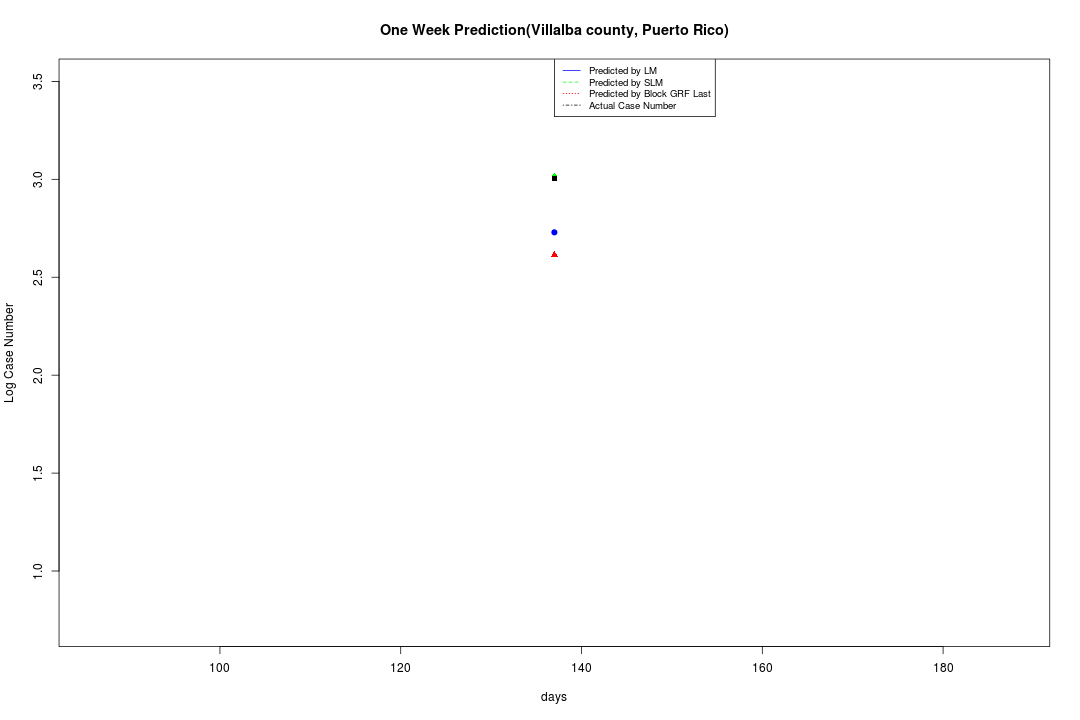 One Week Prediction(Villalba county, Puerto Rico)
Predicted by LM
Predicted by SLM
Predicted by Block GRF Last
Actual Case Number
3.5
3.0
2.5
2.0
1.5
1.0
Log Case Number
100 120 140 160 180
days